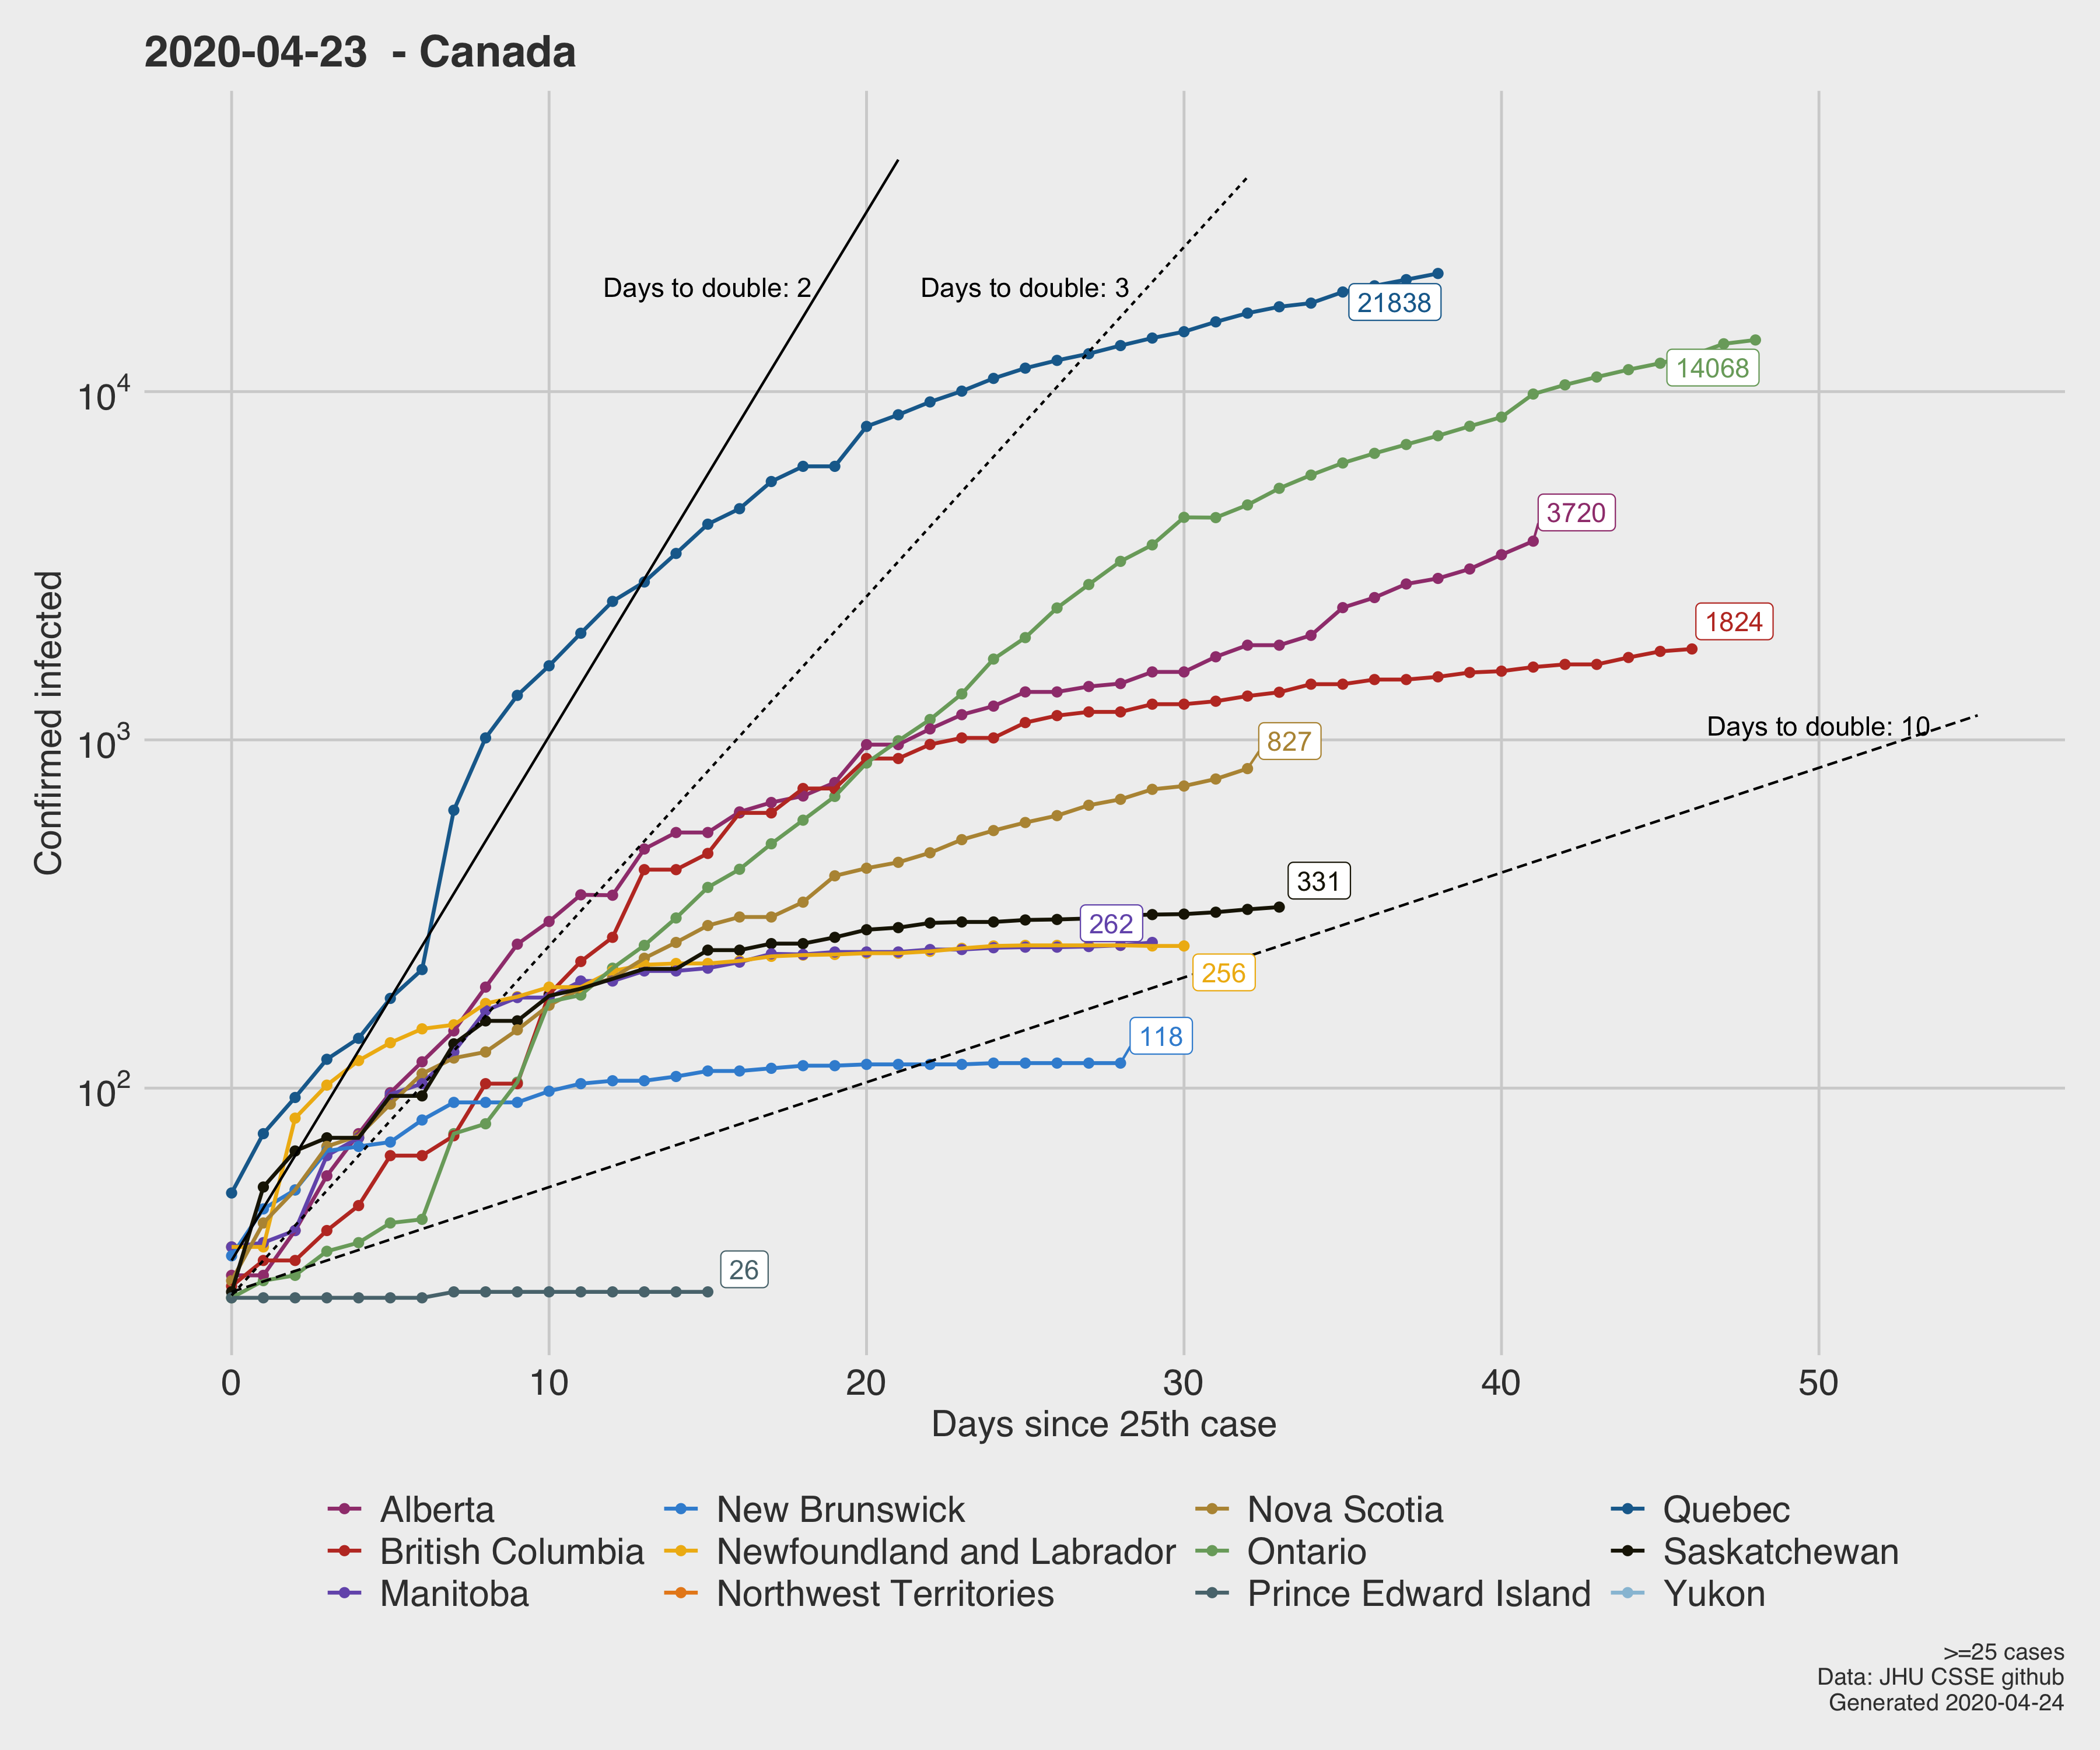 2020-04-23  - Canada
Days to double: 2
Days to double: 3
21838
14068
10^4
3720
1824
Days to double: 10
10^3
827
331
262
256
118
10^2
26
Confirmed infected
0 10 20 30 40 50
Days since 25th case
Alberta New Brunswick Nova Scotia Quebec
British Columbia Newfoundland and Labrador Ontario Saskatchewan
Manitoba Northwest Territories Prince Edward Island Yukon
>=25 cases
Data: JHU CSSE github
Generated 2020-04-24